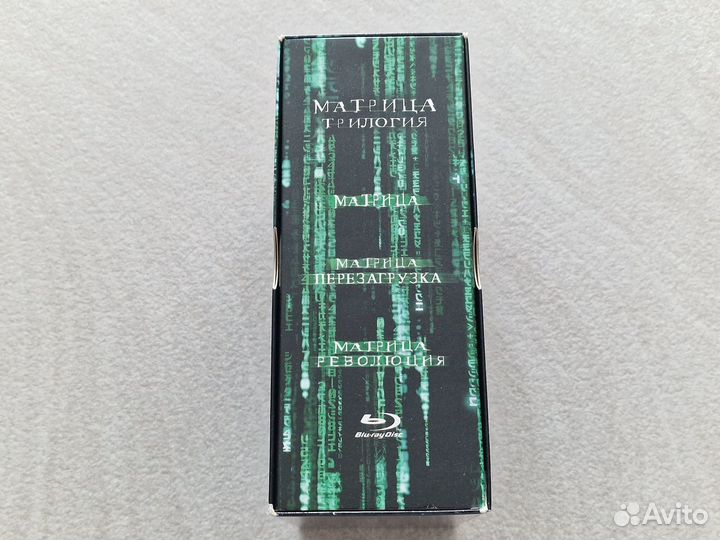 МАТРИЦА
ТРИЛОГИЯ
МАТРИЦА
МАТРИЦА
ПЕРЕЗАГРУЗКА
МАТРИЦА
РЕВОЛЮЦИЯ
Blu-ray Disc
Avito